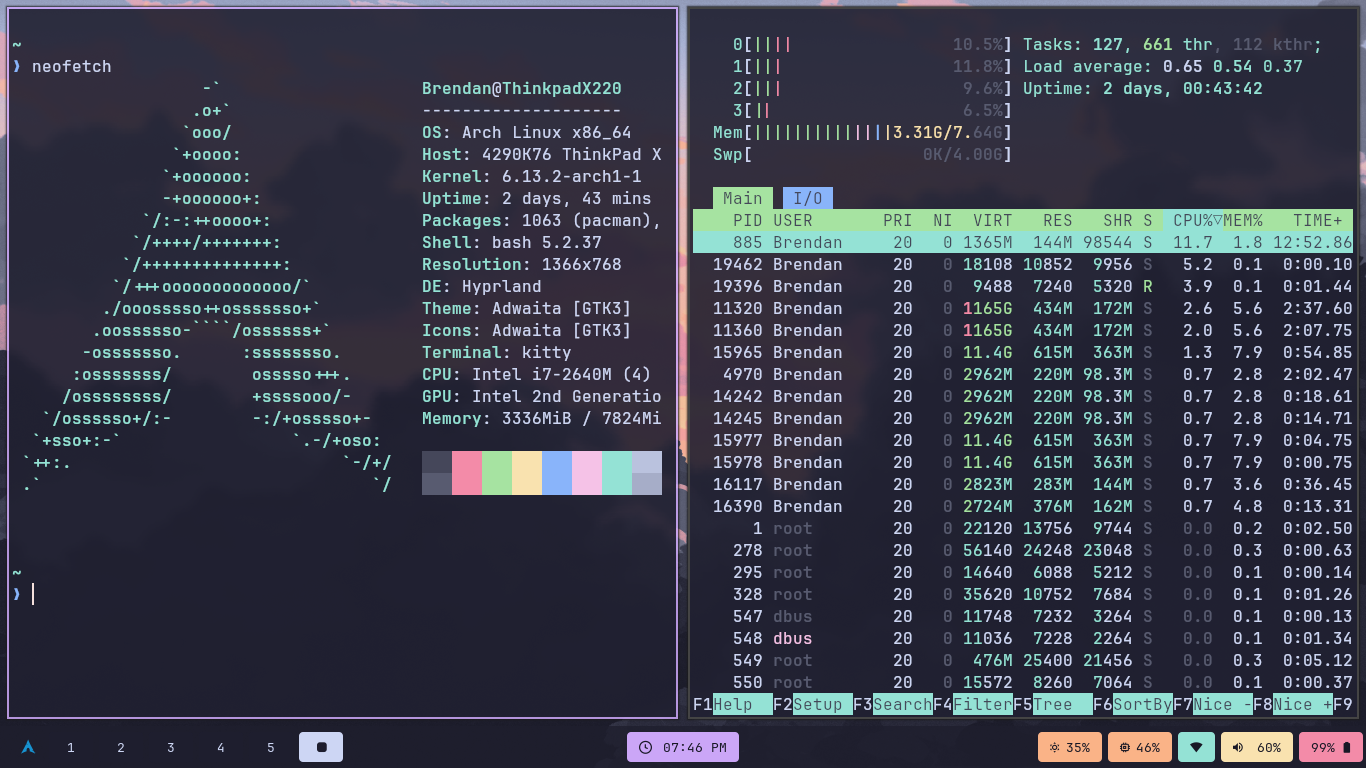 ~
❱ neofetch
-`
.o+`
`ooo/
`+oooo:
`+oooooo:
-+oooooo+:
`/:-:++oooo+:
`/++++/+++++++:
`/++++++++++++++:
`/+++ooooooooooooo/`
./ooosssso++osssssso+`
.oossssso-````/ossssss+`
-osssssso.      :ssssssso.
:osssssss/        osssso+++.
/ossssssss/        +ssssooo/-
`/ossssso+/:-        -:/+osssso+-
`+sso+:-`                 `.-/+oso:
`++:.                           `-/+/
.`                                 `/
Brendan@ThinkpadX220
--------------------
OS: Arch Linux x86_64
Host: 4290K76 ThinkPad X
Kernel: 6.13.2-arch1-1
Uptime: 2 days, 43 mins
Packages: 1063 (pacman),
Shell: bash 5.2.37
Resolution: 1366x768
DE: Hyprland
Theme: Adwaita [GTK3]
Icons: Adwaita [GTK3]
Terminal: kitty
CPU: Intel i7-2640M (4)
GPU: Intel 2nd Generatio
Memory: 3336MiB / 7824Mi
~
❱
0[|||| 10.5%] Tasks: 127, 661 thr, 112 kthr;
1[||| 11.8%] Load average: 0.65 0.54 0.37
2[||| 9.6%] Uptime: 2 days, 00:43:42
3[|| 6.5%]
Mem[||||||||||||||3.31G/7.64G]
Swp[ 0K/4.00G]
Main I/O
PID USER PRI NI VIRT RES SHR S CPU%▽MEM% TIME+
885 Brendan 20 0 1365M 144M 98544 S 11.7 1.8 12:52.86
19462 Brendan 20 0 18108 10852 9956 S 5.2 0.1 0:00.10
19396 Brendan 20 0 9488 7240 5320 R 3.9 0.1 0:01.44
11320 Brendan 20 0 1165G 434M 172M S 2.6 5.6 2:37.60
11360 Brendan 20 0 1165G 434M 172M S 2.0 5.6 2:07.75
15965 Brendan 20 0 11.4G 615M 363M S 1.3 7.9 0:54.85
4970 Brendan 20 0 2962M 220M 98.3M S 0.7 2.8 2:02.47
14242 Brendan 20 0 2962M 220M 98.3M S 0.7 2.8 0:18.61
14245 Brendan 20 0 2962M 220M 98.3M S 0.7 2.8 0:14.71
15977 Brendan 20 0 11.4G 615M 363M S 0.7 7.9 0:04.75
15978 Brendan 20 0 11.4G 615M 363M S 0.7 7.9 0:00.75
16117 Brendan 20 0 2823M 283M 144M S 0.7 3.6 0:36.45
16390 Brendan 20 0 2724M 376M 162M S 0.7 4.8 0:13.31
1 root 20 0 22120 13756 9744 S 0.0 0.2 0:02.50
278 root 20 0 56140 24248 23048 S 0.0 0.3 0:00.63
295 root 20 0 14640 6088 5212 S 0.0 0.1 0:00.14
328 root 20 0 35620 10752 7684 S 0.0 0.1 0:01.26
547 dbus 20 0 11748 7232 3264 S 0.0 0.1 0:00.13
548 dbus 20 0 11036 7228 2264 S 0.0 0.1 0:01.34
549 root 20 0 476M 25400 21456 S 0.0 0.3 0:05.12
550 root 20 0 15572 8260 7064 S 0.0 0.1 0:00.37
F1Help F2Setup F3SearchF4FilterF5Tree F6SortByF7Nice -F8Nice +F9
1 2 3 4 5 07:46 PM 35% 46% 60% 99%